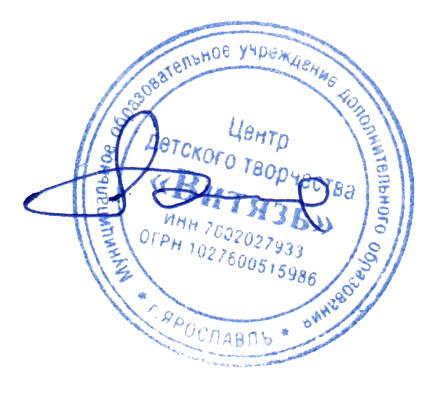 Муниципальное образовательное учреждение дополнительного образования
* г. ЯРОСЛАВЛЬ *
Центр
детского творчества
«Витязь»
ИНН 7602027933
ОГРН 1027600515986